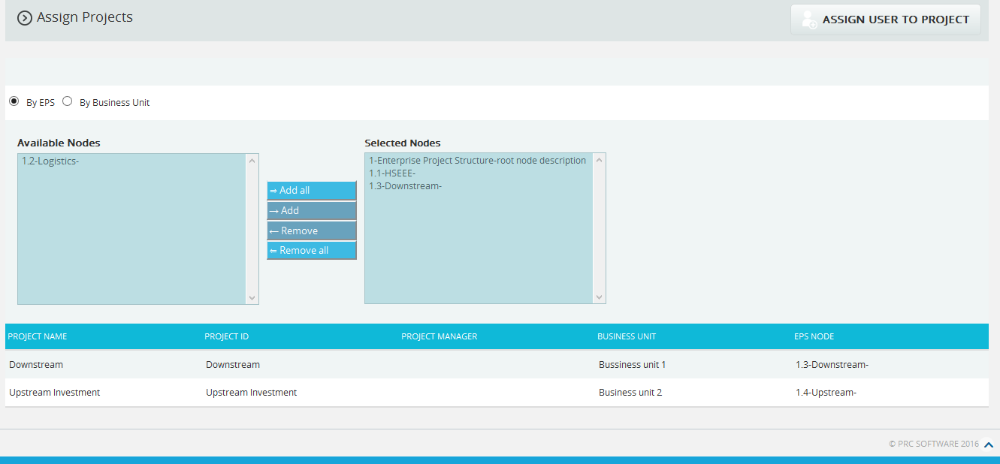 Assign Projects
ASSIGN USER TO PROJECT
By EPS By Business Unit
Available Nodes
1.2-Logistics-
⇒ Add all
→ Add
← Remove
⇐ Remove all
Selected Nodes
1-Enterprise Project Structure-root node description
1.1-HSEEE-
1.3-Downstream-
PROJECT NAME PROJECT ID PROJECT MANAGER BUSINESS UNIT EPS NODE
Downstream Downstream Bussiness unit 1 1.3-Downstream-
Upstream Investment Upstream Investment Business unit 2 1.4-Upstream-
© PRC SOFTWARE 2016